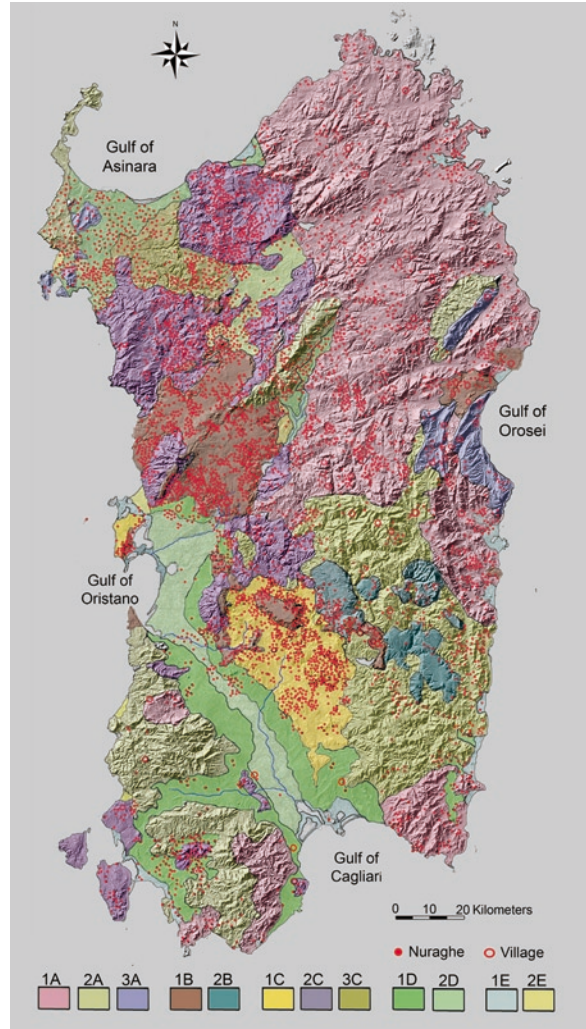 N
Gulf of
Asinara
Gulf of
Orosei
Gulf of
Oristano
Gulf of
Cagliari
0 10 20 Kilometers
Nuraghe Village
1A 2A 3A 1B 2B 1C 2C 3C 1D 2D 1E 2E